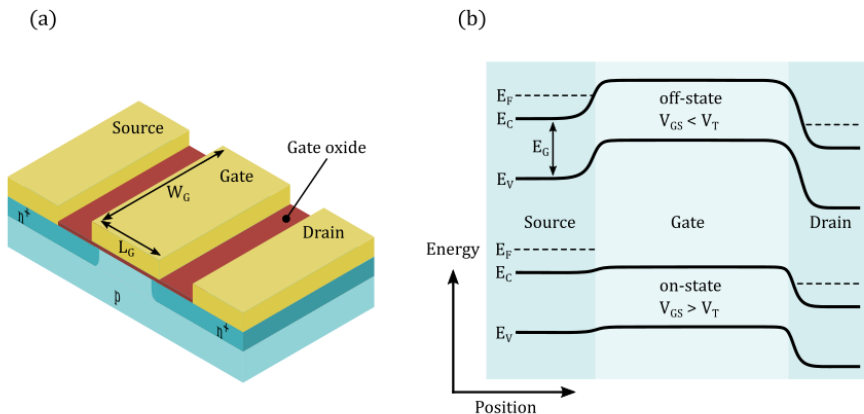 (a)
(b)
Source
Gate oxide
W_G
Gate
L_G
Drain
n⁺
p
n⁺
E_F
E_C
E_G
E_V
off-state
V_GS < V_T
Source
Gate
Drain
Energy
E_F
E_C
E_V
on-state
V_GS > V_T
Position